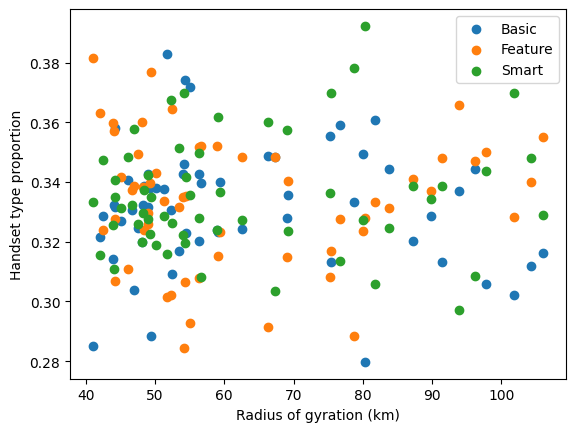 Basic
Feature
Smart
0.38
0.36
0.34
0.32
0.30
0.28
Handset type proportion
40
50
60
70
80
90
100
Radius of gyration (km)